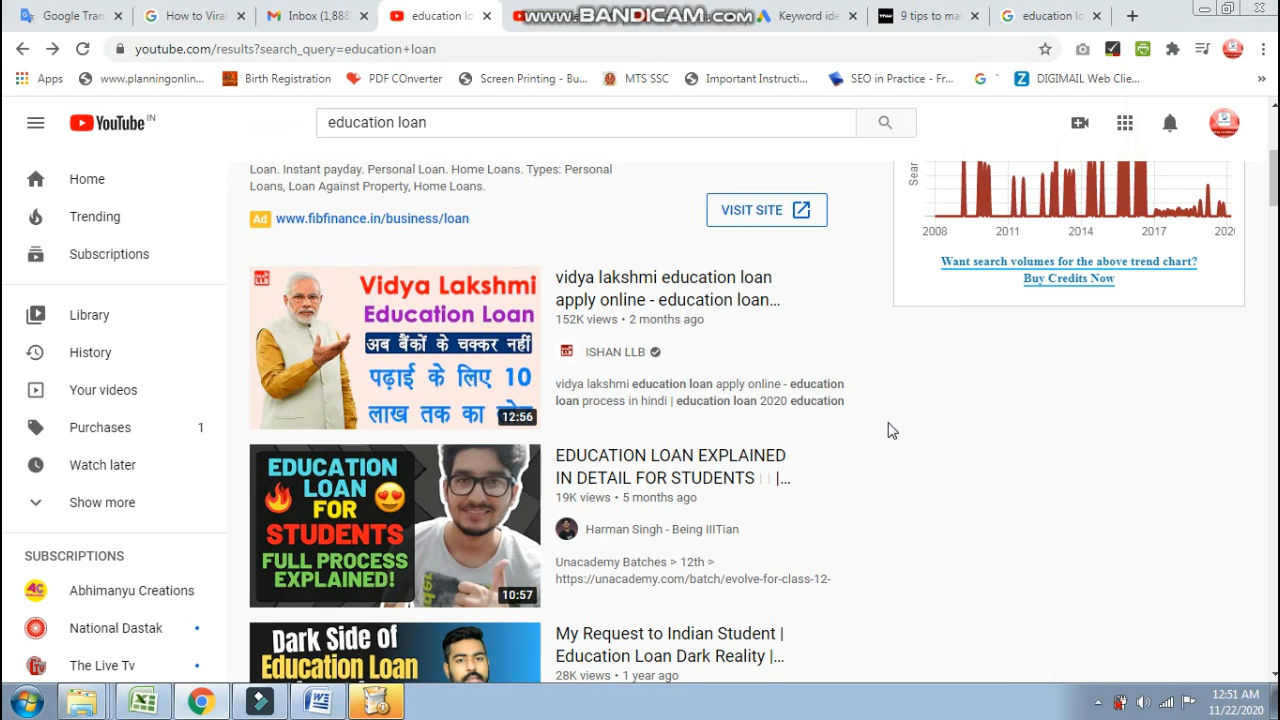 Google Tran
How to Viral
Inbox (1,888
education lo
www.BANDICAM.com
Keyword ide
9 tips to ma
education lo
youtube.com/results?search_query=education+loan
Apps
www.planningonlin...
Birth Registration
PDF COnverter
Screen Printing - Bu...
MTS SSC
Important Instructi...
SEO in Practice - Fr...
DIGIMAIL Web Clie...
YouTube IN
education loan
Home
Trending
Subscriptions
Library
History
Your videos
Purchases 1
Watch later
Show more
SUBSCRIPTIONS
Abhimanyu Creations
National Dastak
The Live Tv
Loan. Instant payday. Personal Loan. Home Loans. Types: Personal
Loans, Loan Against Property, Home Loans.
Ad www.fibfinance.in/business/loan
VISIT SITE
Vidya Lakshmi
Education Loan
अब बैंकों के चक्कर नहीं
पढ़ाई के लिए 10
लाख तक का
12:56
vidya lakshmi education loan
apply online - education loan...
152K views • 2 months ago
ISHAN LLB
vidya lakshmi education loan apply online - education
loan process in hindi | education loan 2020 education
EDUCATION
LOAN
FOR
STUDENTS
FULL PROCESS
EXPLAINED!
10:57
EDUCATION LOAN EXPLAINED
IN DETAIL FOR STUDENTS |...
19K views • 5 months ago
Harman Singh - Being IIITian
Unacademy Batches > 12th >
https://unacademy.com/batch/evolve-for-class-12-
Dark Side of
Education Loan
My Request to Indian Student |
Education Loan Dark Reality |...
28K views • 1 year ago
Sear
2008 2011 2014 2017 202
Want search volumes for the above trend chart?
Buy Credits Now
12:51 AM
11/22/2020